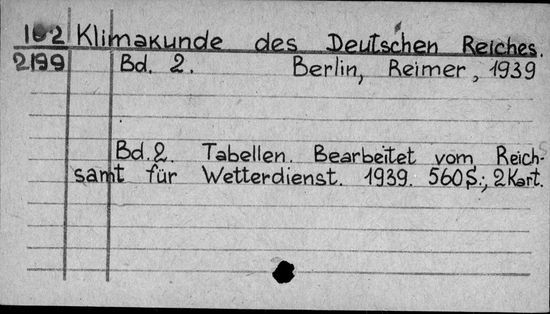 162 Klimakunde des Deutschen Reiches.
2199 Bd. 2. Berlin, Reimer, 1939
Bd. 2. Tabellen. Bearbeitet vom Reich-
samt für Wetterdienst. 1939. 560 S.; 2 Kart.